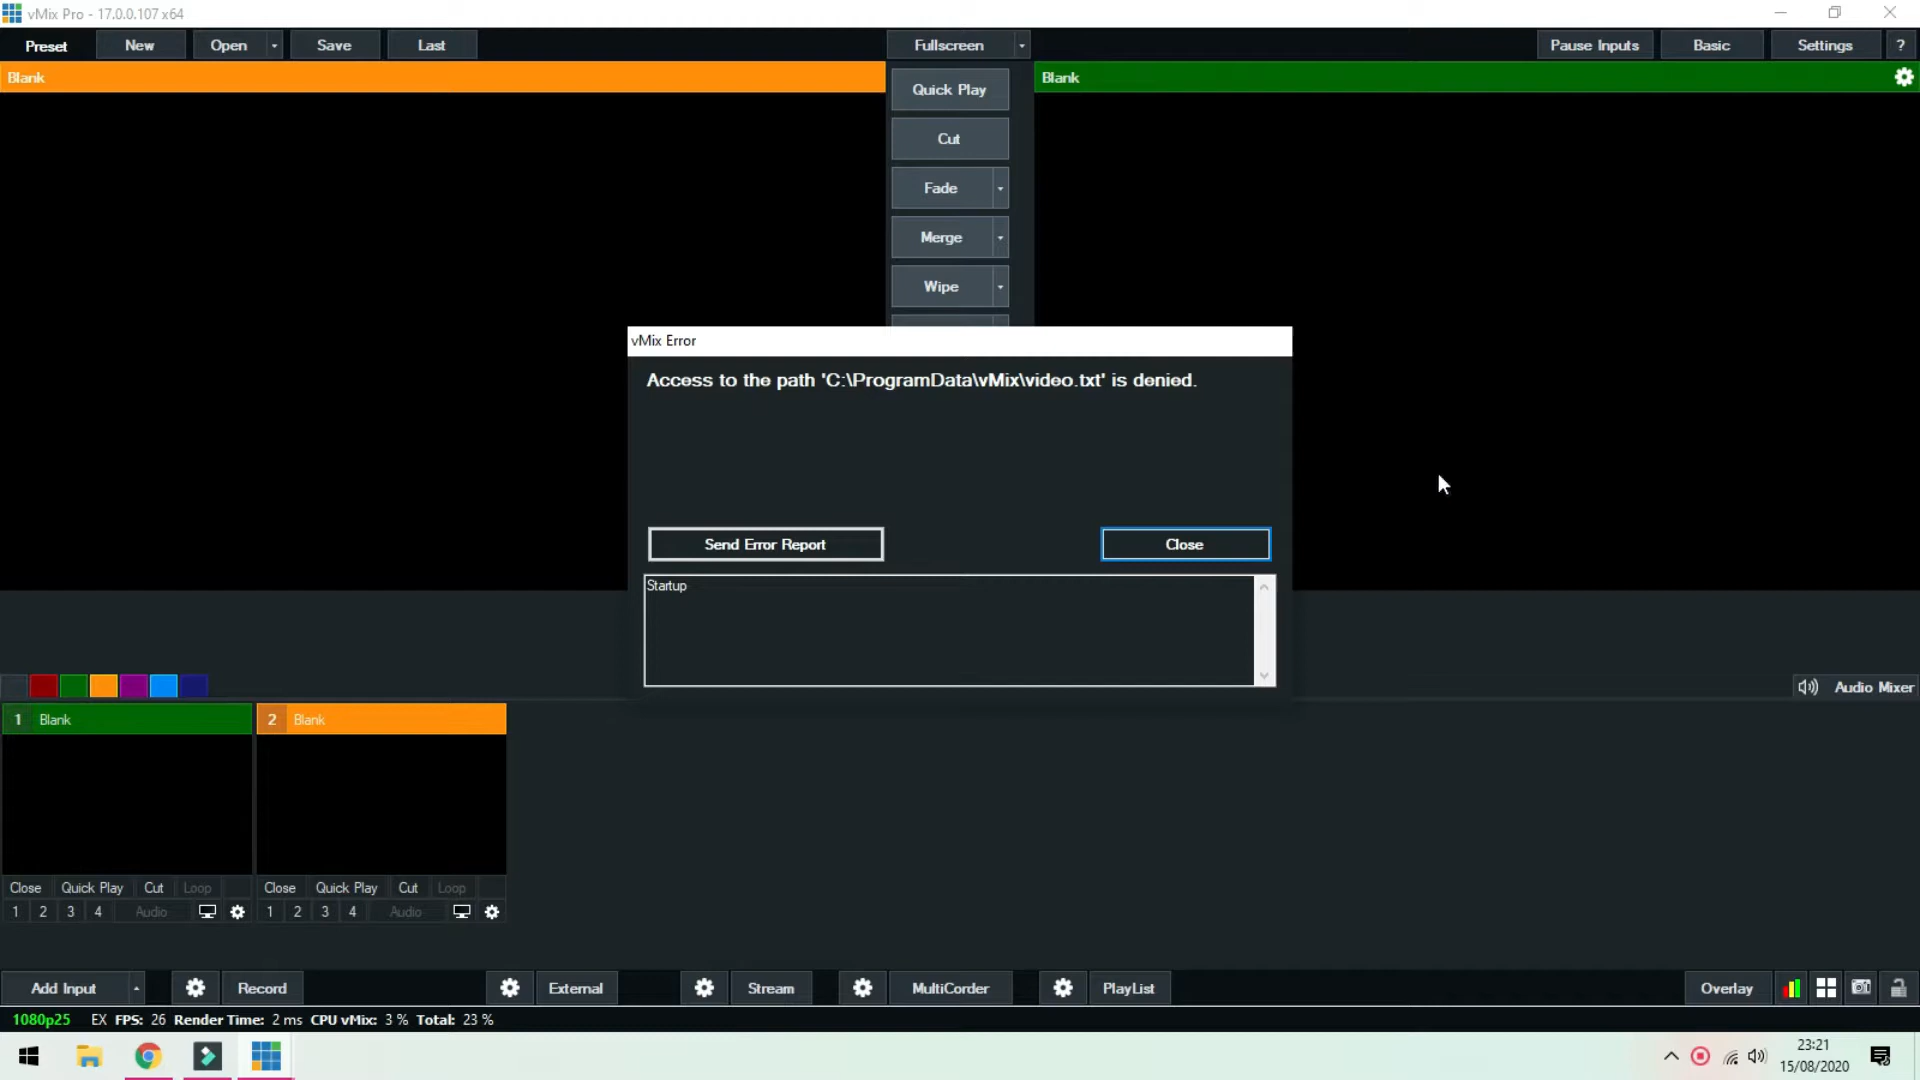 vMix Pro - 17.0.0.107 x64
Preset New Open Save Last Fullscreen Pause Inputs Basic Settings ?
Blank
Blank
Quick Play
Cut
Fade
Merge
Wipe
vMix Error
Access to the path 'C:\ProgramData\vMix\video.txt' is denied.
Send Error Report Close
Startup
Audio Mixer
1 Blank 2 Blank
Close Quick Play Cut Loop Close Quick Play Cut Loop
1 2 3 4 Audio 1 2 3 4 Audio
Add Input Record External Stream MultiCorder PlayList Overlay
1080p25 EX FPS: 26 Render Time: 2 ms CPU vMix: 3 % Total: 23 %
23:21
15/08/2020